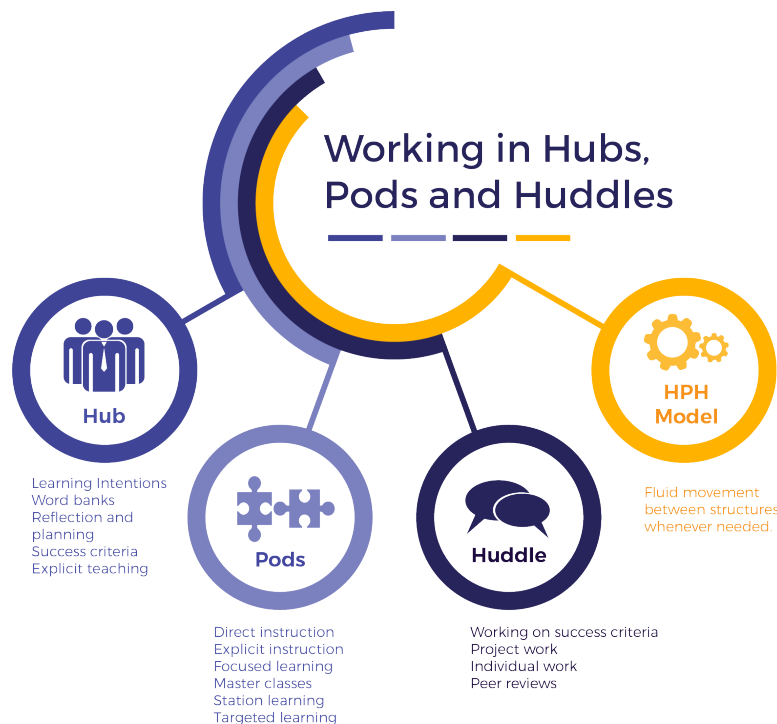 Working in Hubs,
Pods and Huddles
Hub
Learning Intentions
Word banks
Reflection and
planning
Success criteria
Explicit teaching
Pods
Direct instruction
Explicit instruction
Focused learning
Master classes
Station learning
Targeted learning
Huddle
Working on success criteria
Project work
Individual work
Peer reviews
HPH
Model
Fluid movement
between structures
whenever needed.